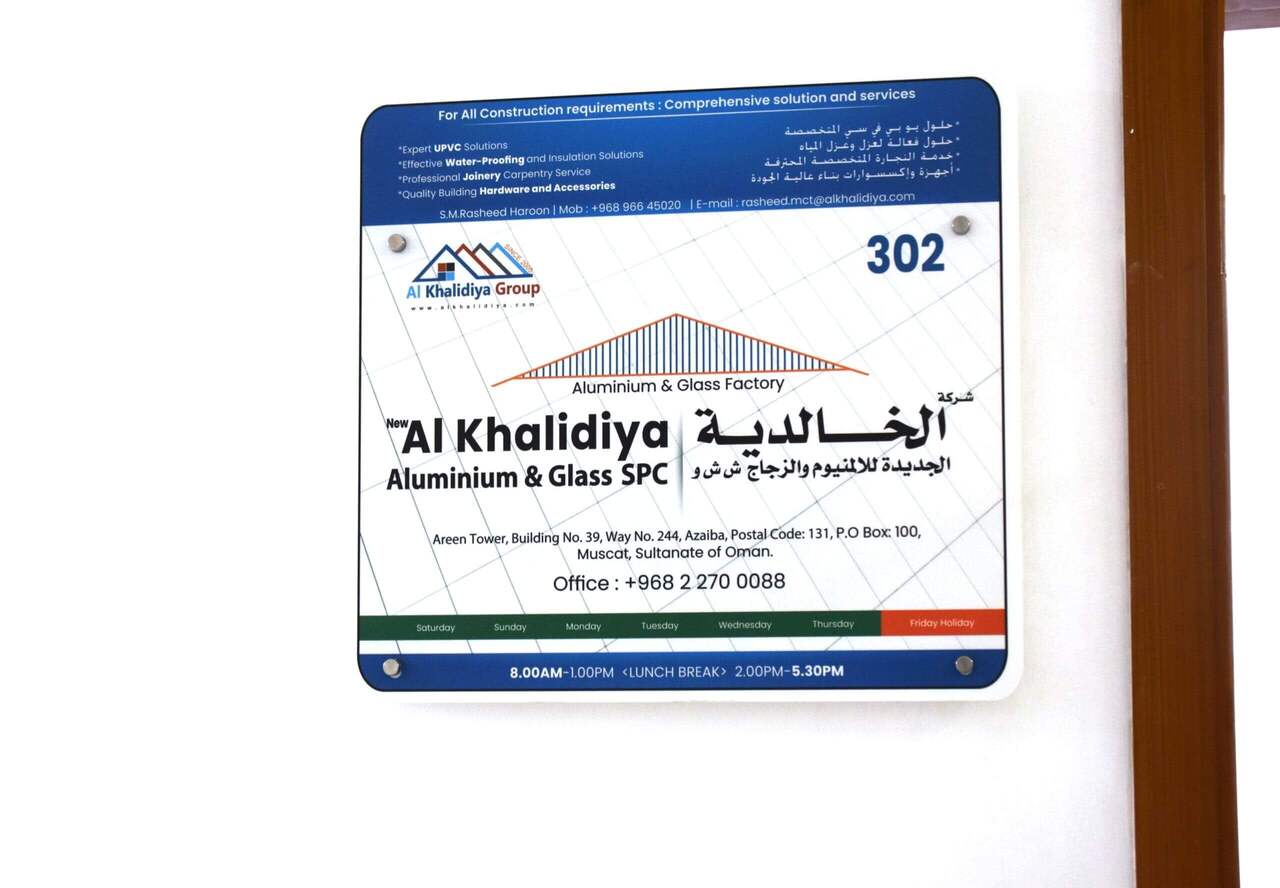 For All Construction requirements : Comprehensive solution and services
*Expert UPVC Solutions
*Effective Water-Proofing and Insulation Solutions
*Professional Joinery Carpentry Service
*Quality Building Hardware and Accessories
*حلول يو بي في سي المتخصصة
*حلول فعالة لعزل وعزل المياه
*خدمة النجارة المتخصصة المحترفة
*أجهزة وإكسسوارات بناء عالية الجودة
S.M.Rasheed Haroon | Mob : +968 966 45020 | E-mail : rasheed.mct@alkhalidiya.com
SINCE 2008
Al Khalidiya Group
www.alkhalidiya.com
302
Aluminium & Glass Factory
New Al Khalidiya
Aluminium & Glass SPC
شركة
الخـــالديـة
الجديدة للالمنيوم والزجاج ش ش و
Areen Tower, Building No. 39, Way No. 244, Azaiba, Postal Code: 131, P.O Box: 100,
Muscat, Sultanate of Oman.
Office : +968 2 270 0088
Saturday Sunday Monday Tuesday Wednesday Thursday Friday Holiday
8.00AM-1.00PM <LUNCH BREAK> 2.00PM-5.30PM